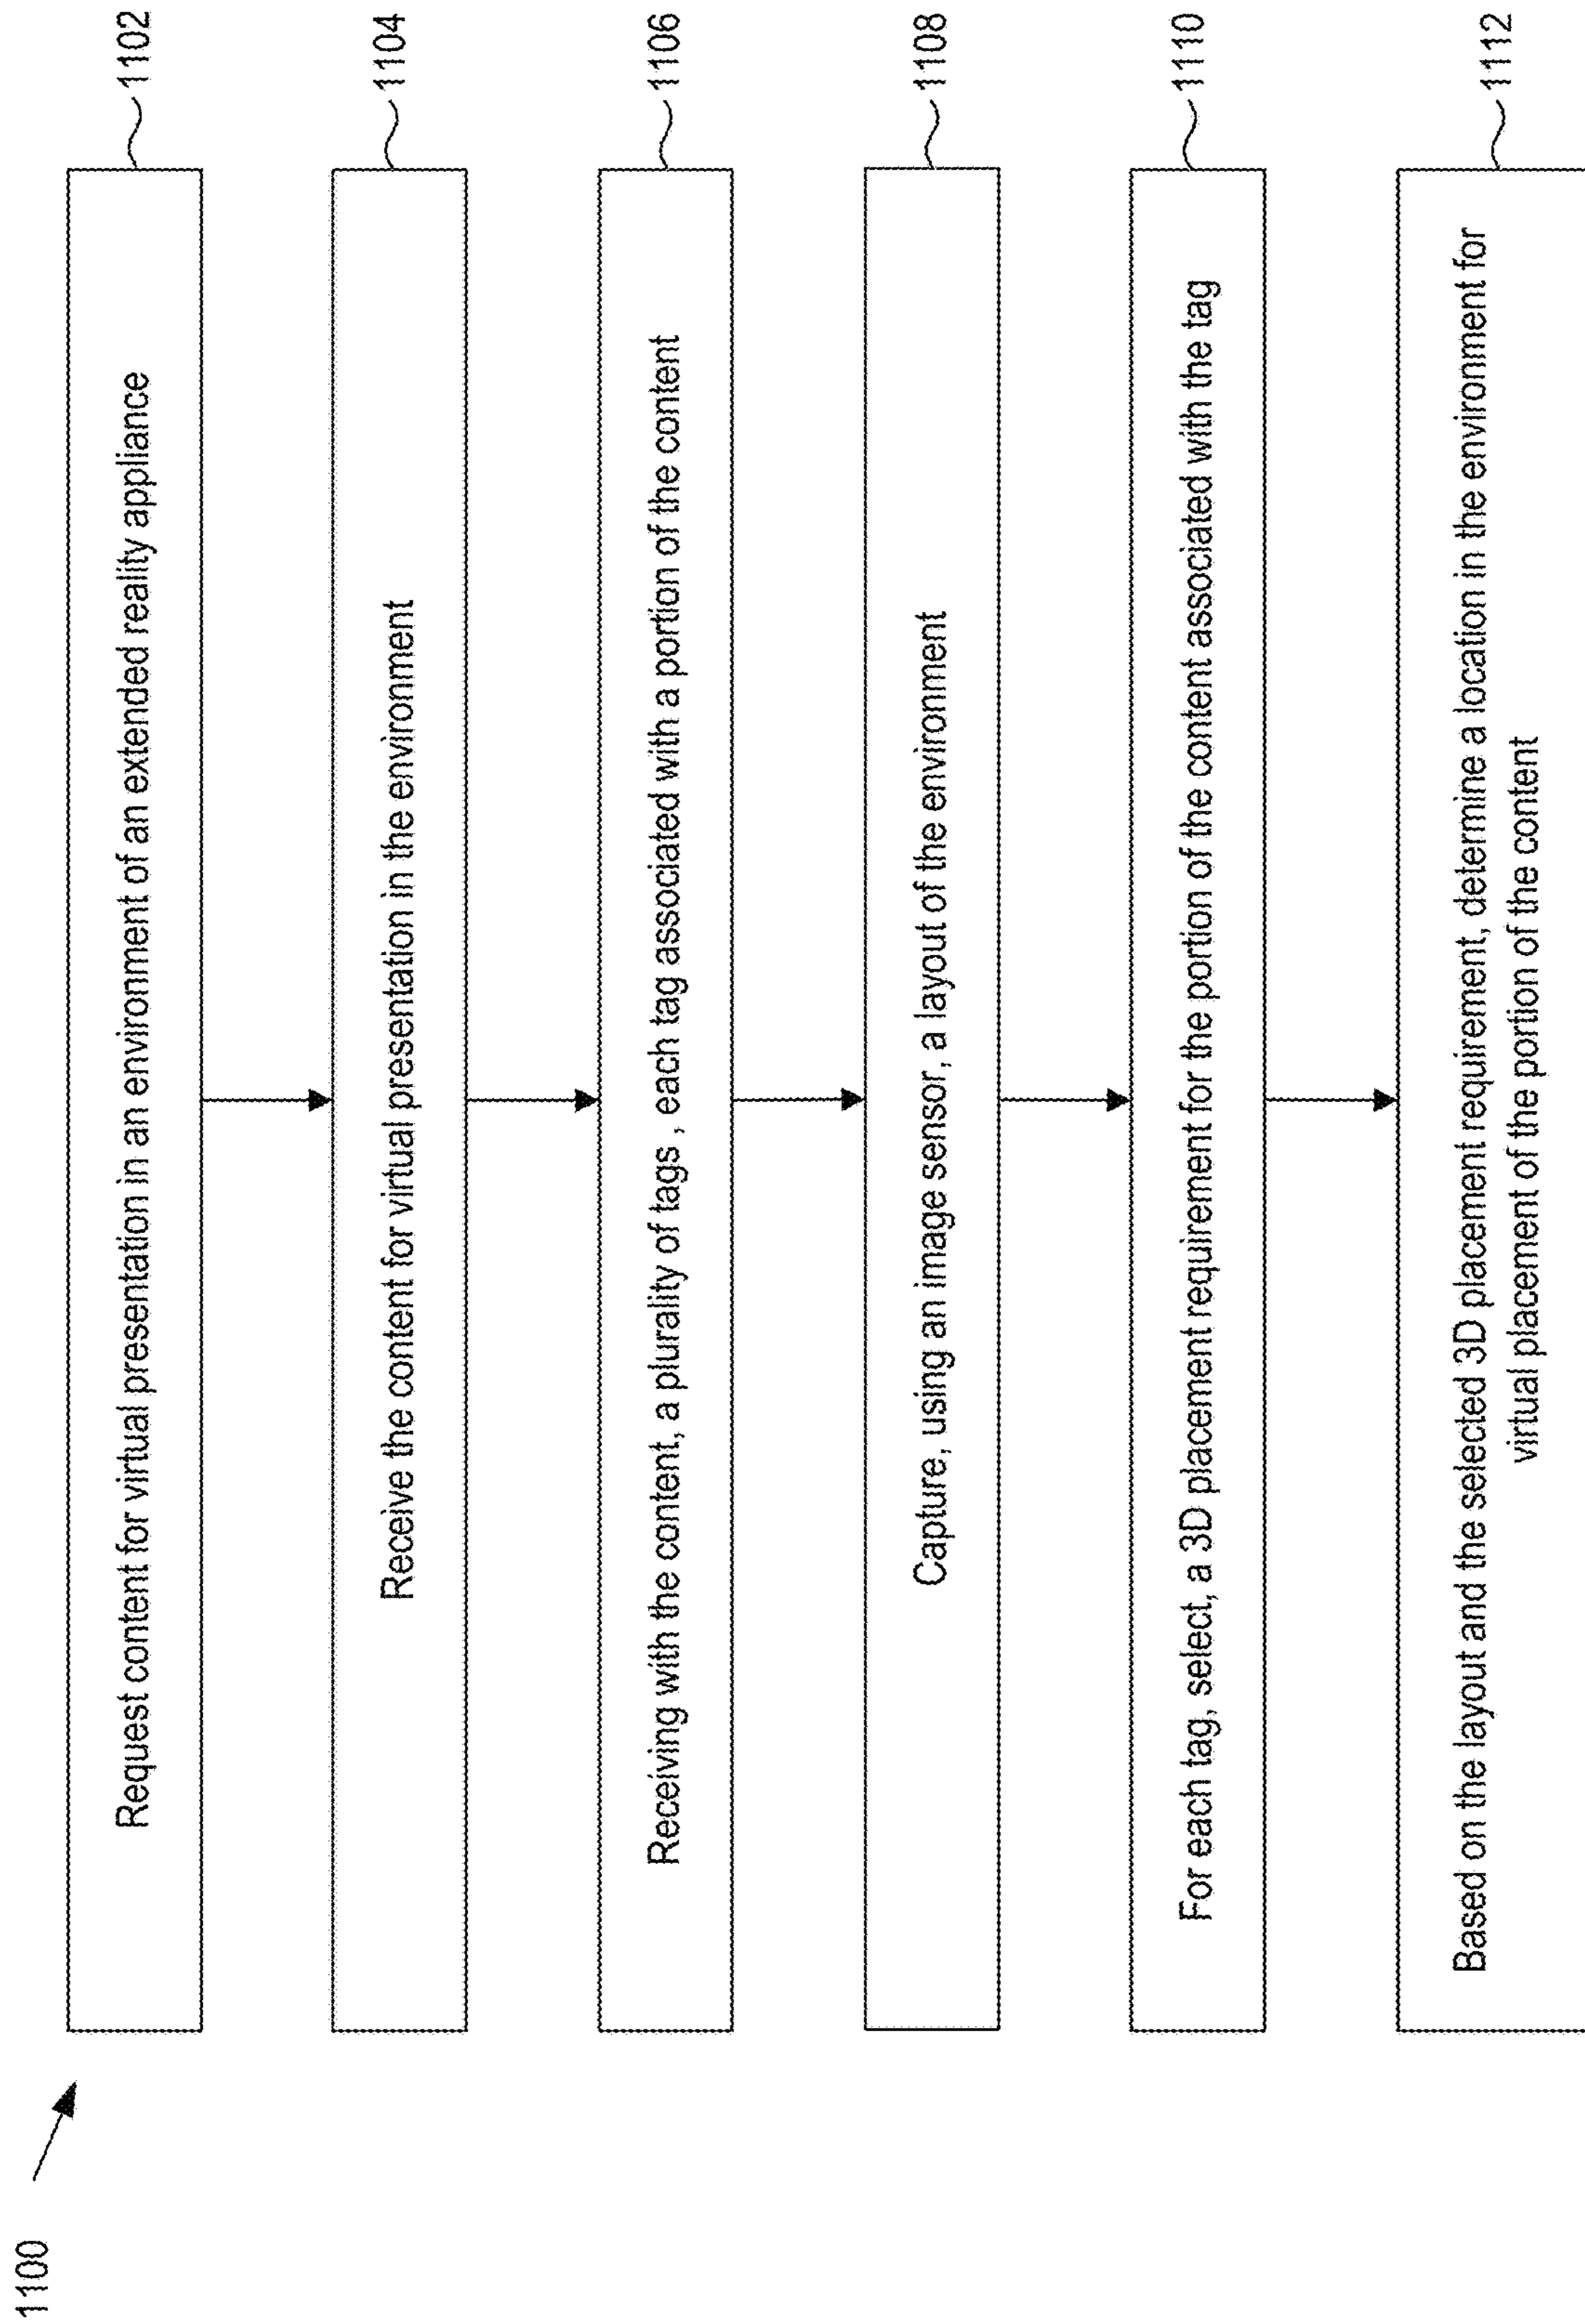 1100
Request content for virtual presentation in an environment of an extended reality appliance
1102
Receive the content for virtual presentation in the environment
1104
Receiving with the content, a plurality of tags , each tag associated with a portion of the content
1106
Capture, using an image sensor, a layout of the environment
1108
For each tag, select, a 3D placement requirement for the portion of the content associated with the tag
1110
Based on the layout and the selected 3D placement requirement, determine a location in the environment for
virtual placement of the portion of the content
1112